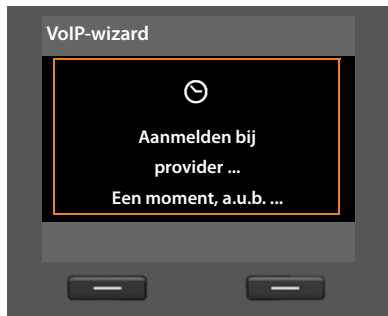 VoIP-wizard
Aanmelden bij
provider ...
Een moment, a.u.b. ...